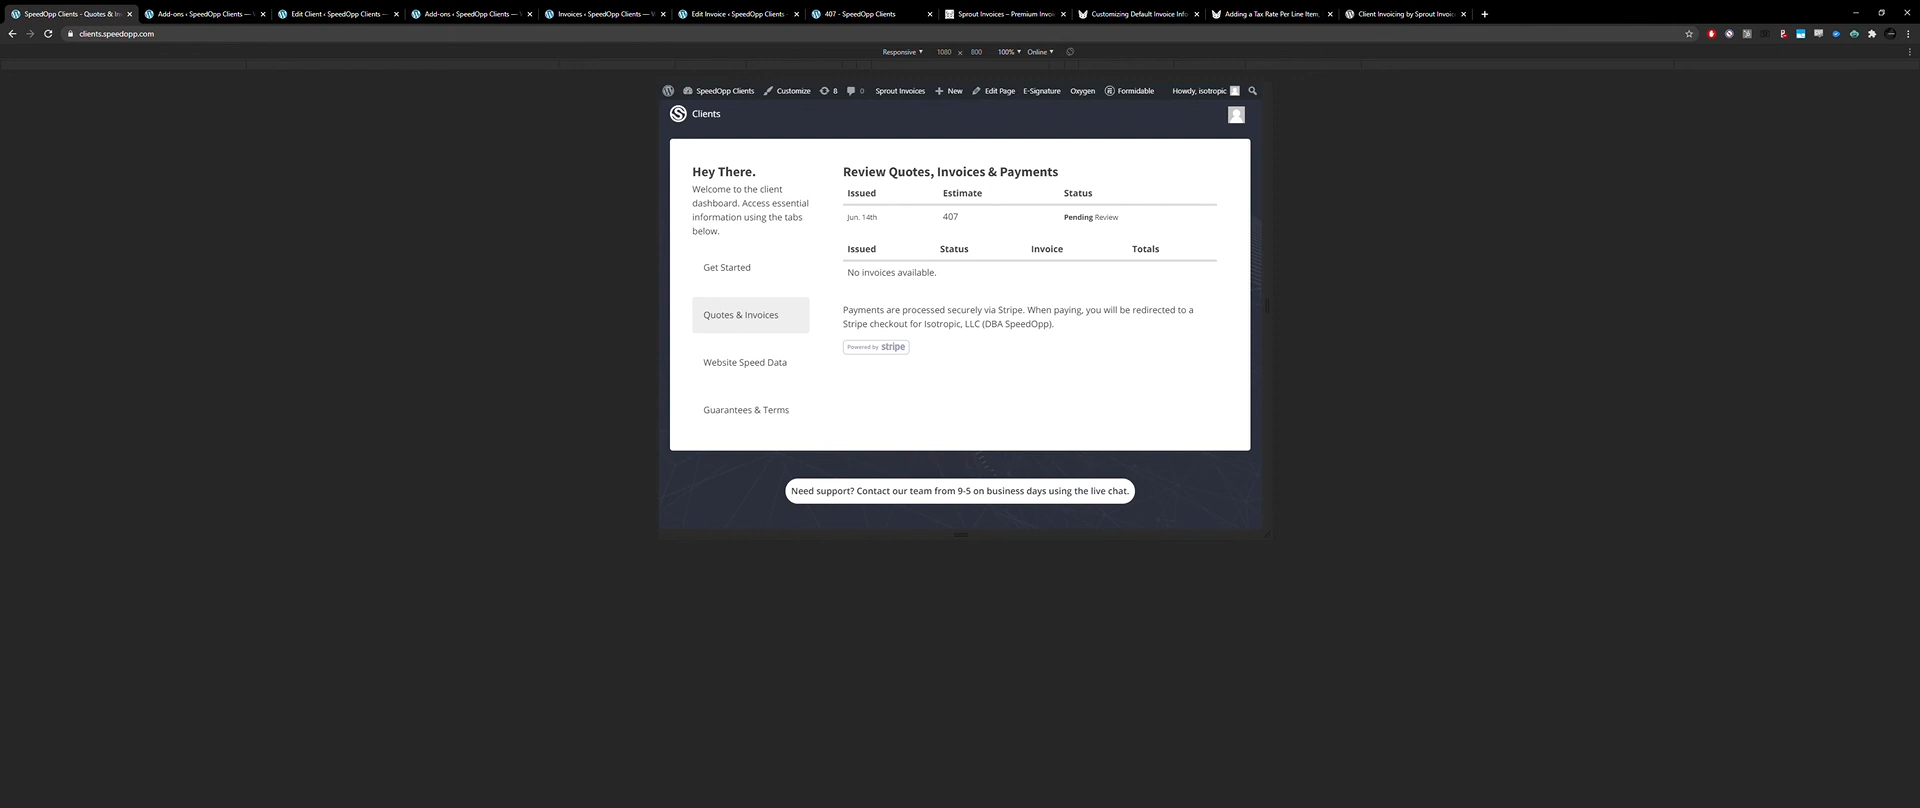 SpeedOpp Clients - Quotes & In
Add-ons ‹ SpeedOpp Clients —
Edit Client ‹ SpeedOpp Clients —
Add-ons ‹ SpeedOpp Clients —
Invoices ‹ SpeedOpp Clients —
Edit Invoice ‹ SpeedOpp Clients
407 - SpeedOpp Clients
Sprout Invoices – Premium Invoi
Customizing Default Invoice Info
Adding a Tax Rate Per Line Item,
Client Invoicing by Sprout Invoic
clients.speedopp.com
Responsive 1080 × 800 100% Online
SpeedOpp Clients Customize 8 0 Sprout Invoices New Edit Page E-Signature Oxygen Formidable Howdy, isotropic
Clients
Hey There.
Welcome to the client
dashboard. Access essential
information using the tabs
below.
Get Started
Quotes & Invoices
Website Speed Data
Guarantees & Terms
Review Quotes, Invoices & Payments
Issued Estimate Status
Jun. 14th 407 Pending Review
Issued Status Invoice Totals
No invoices available.
Payments are processed securely via Stripe. When paying, you will be redirected to a
Stripe checkout for Isotropic, LLC (DBA SpeedOpp).
Powered by stripe
Need support? Contact our team from 9-5 on business days using the live chat.